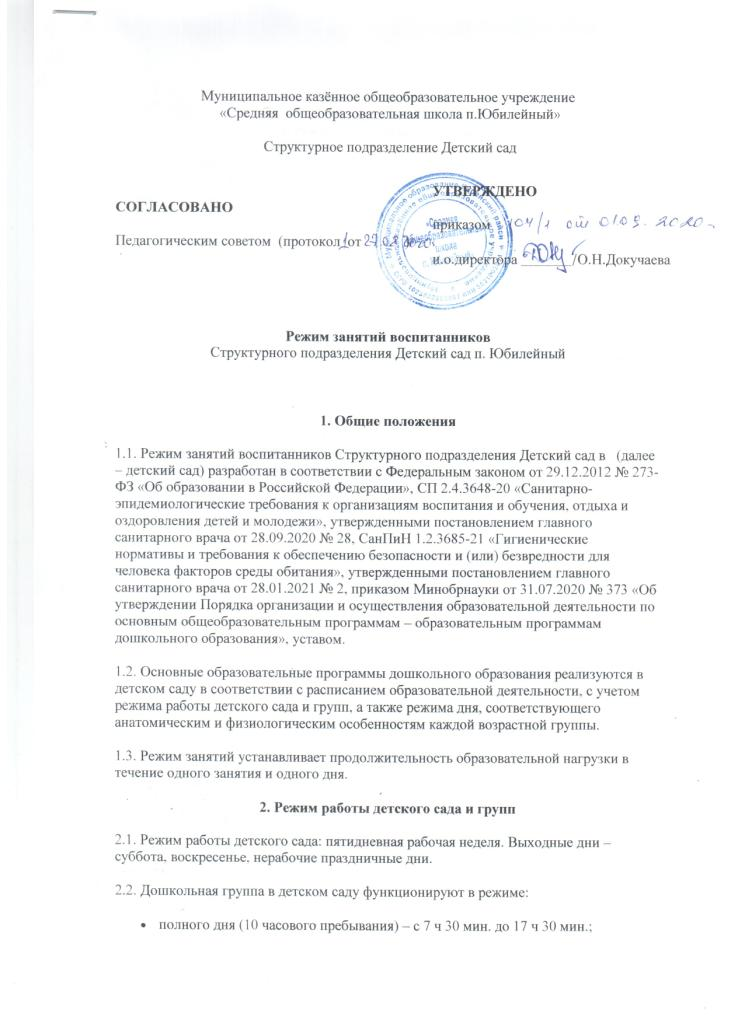 Муниципальное казённое общеобразовательное учреждение
«Средняя общеобразовательная школа п.Юбилейный»
Структурное подразделение Детский сад
УТВЕРЖДЕНО
СОГЛАСОВАНО
приказом 104/1 от 01.09.2020
Педагогическим советом (протокол 1 от
и.о.директора /О.Н.Докучаева
«Средняя
общеобразовательная
школа
Режим занятий воспитанников
Структурного подразделения Детский сад п. Юбилейный
1. Общие положения
1.1. Режим занятий воспитанников Структурного подразделения Детский сад в (далее
– детский сад) разработан в соответствии с Федеральным законом от 29.12.2012 № 273-
ФЗ «Об образовании в Российской Федерации», СП 2.4.3648-20 «Санитарно-
эпидемиологические требования к организациям воспитания и обучения, отдыха и
оздоровления детей и молодежи», утвержденными постановлением главного
санитарного врача от 28.09.2020 № 28, СанПиН 1.2.3685-21 «Гигиенические
нормативы и требования к обеспечению безопасности и (или) безвредности для
человека факторов среды обитания», утвержденными постановлением главного
санитарного врача от 28.01.2021 № 2, приказом Минобрнауки от 31.07.2020 № 373 «Об
утверждении Порядка организации и осуществления образовательной деятельности по
основным общеобразовательным программам – образовательным программам
дошкольного образования», уставом.
1.2. Основные образовательные программы дошкольного образования реализуются в
детском саду в соответствии с расписанием образовательной деятельности, с учетом
режима работы детского сада и групп, а также режима дня, соответствующего
анатомическим и физиологическим особенностям каждой возрастной группы.
1.3. Режим занятий устанавливает продолжительность образовательной нагрузки в
течение одного занятия и одного дня.
2. Режим работы детского сада и групп
2.1. Режим работы детского сада: пятидневная рабочая неделя. Выходные дни –
суббота, воскресенье, нерабочие праздничные дни.
2.2. Дошкольная группа в детском саду функционируют в режиме:
• полного дня (10 часового пребывания) – с 7 ч 30 мин. до 17 ч 30 мин.;